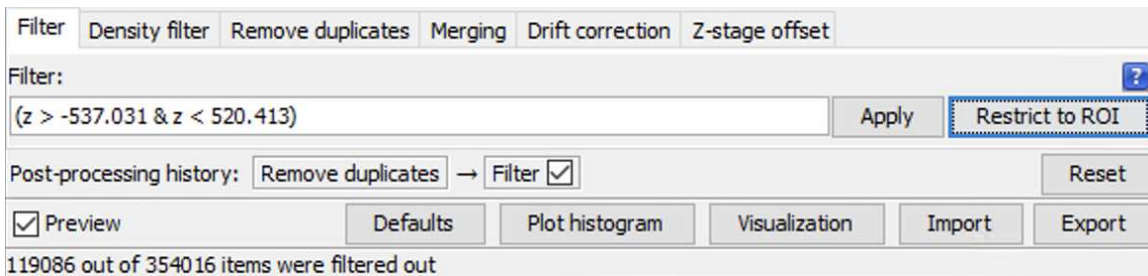 Filter Density filter Remove duplicates Merging Drift correction Z-stage offset
Filter: ?
(z > -537.031 & z < 520.413) Apply Restrict to ROI
Post-processing history: Remove duplicates → Filter Reset
Preview Defaults Plot histogram Visualization Import Export
119086 out of 354016 items were filtered out